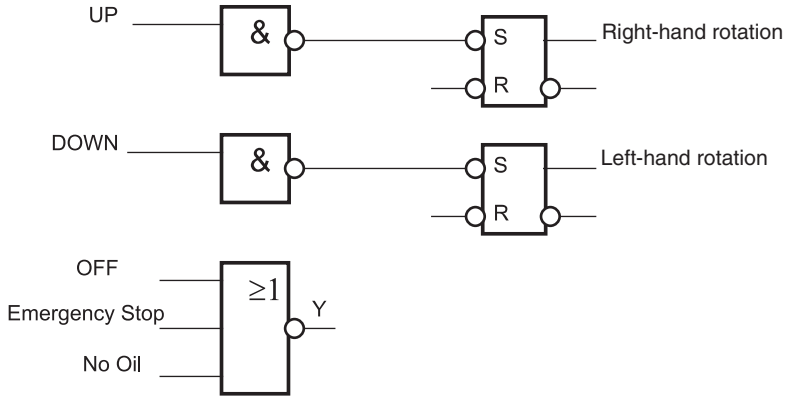 UP
&
S
Right-hand rotation
R
DOWN
&
S
Left-hand rotation
R
OFF
≥1
Emergency Stop
Y
No Oil